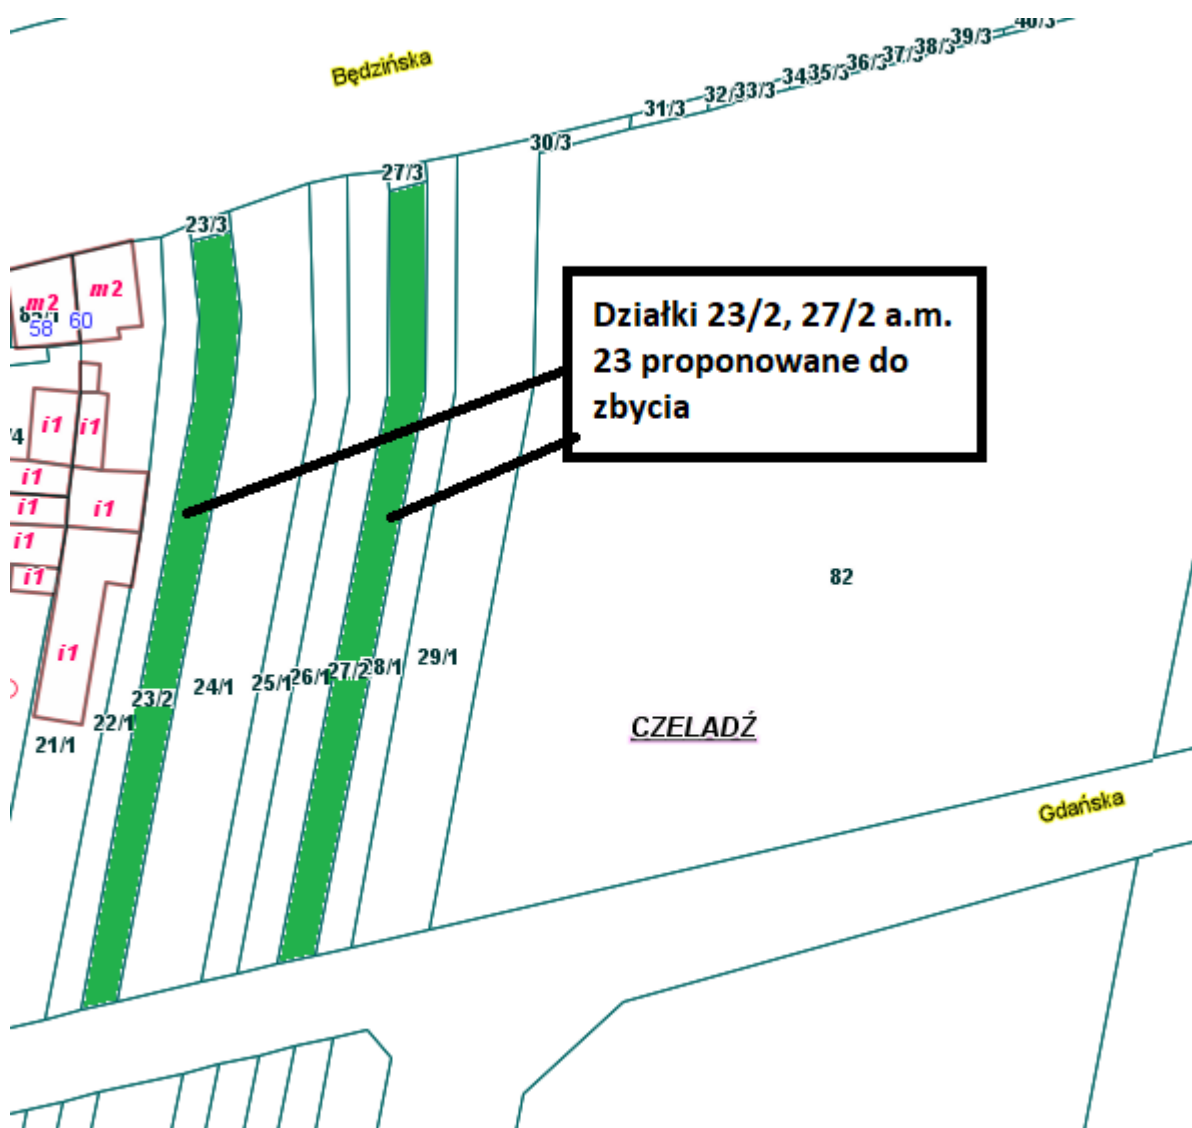 40/3
39/3
38/3
37/3
36/3
35/3
34
33/3
32/
31/3
30/3
Będzińska
27/3
23/3
m2
m2
58
60
Działki 23/2, 27/2 a.m.
23 proponowane do
zbycia
i1
i1
/4
i1
i1
i1
i1
i1
i1
82
29/1
28/1
27/2
26/1
25/1
24/1
23/2
22/1
21/1
CZELADŹ
Gdańska